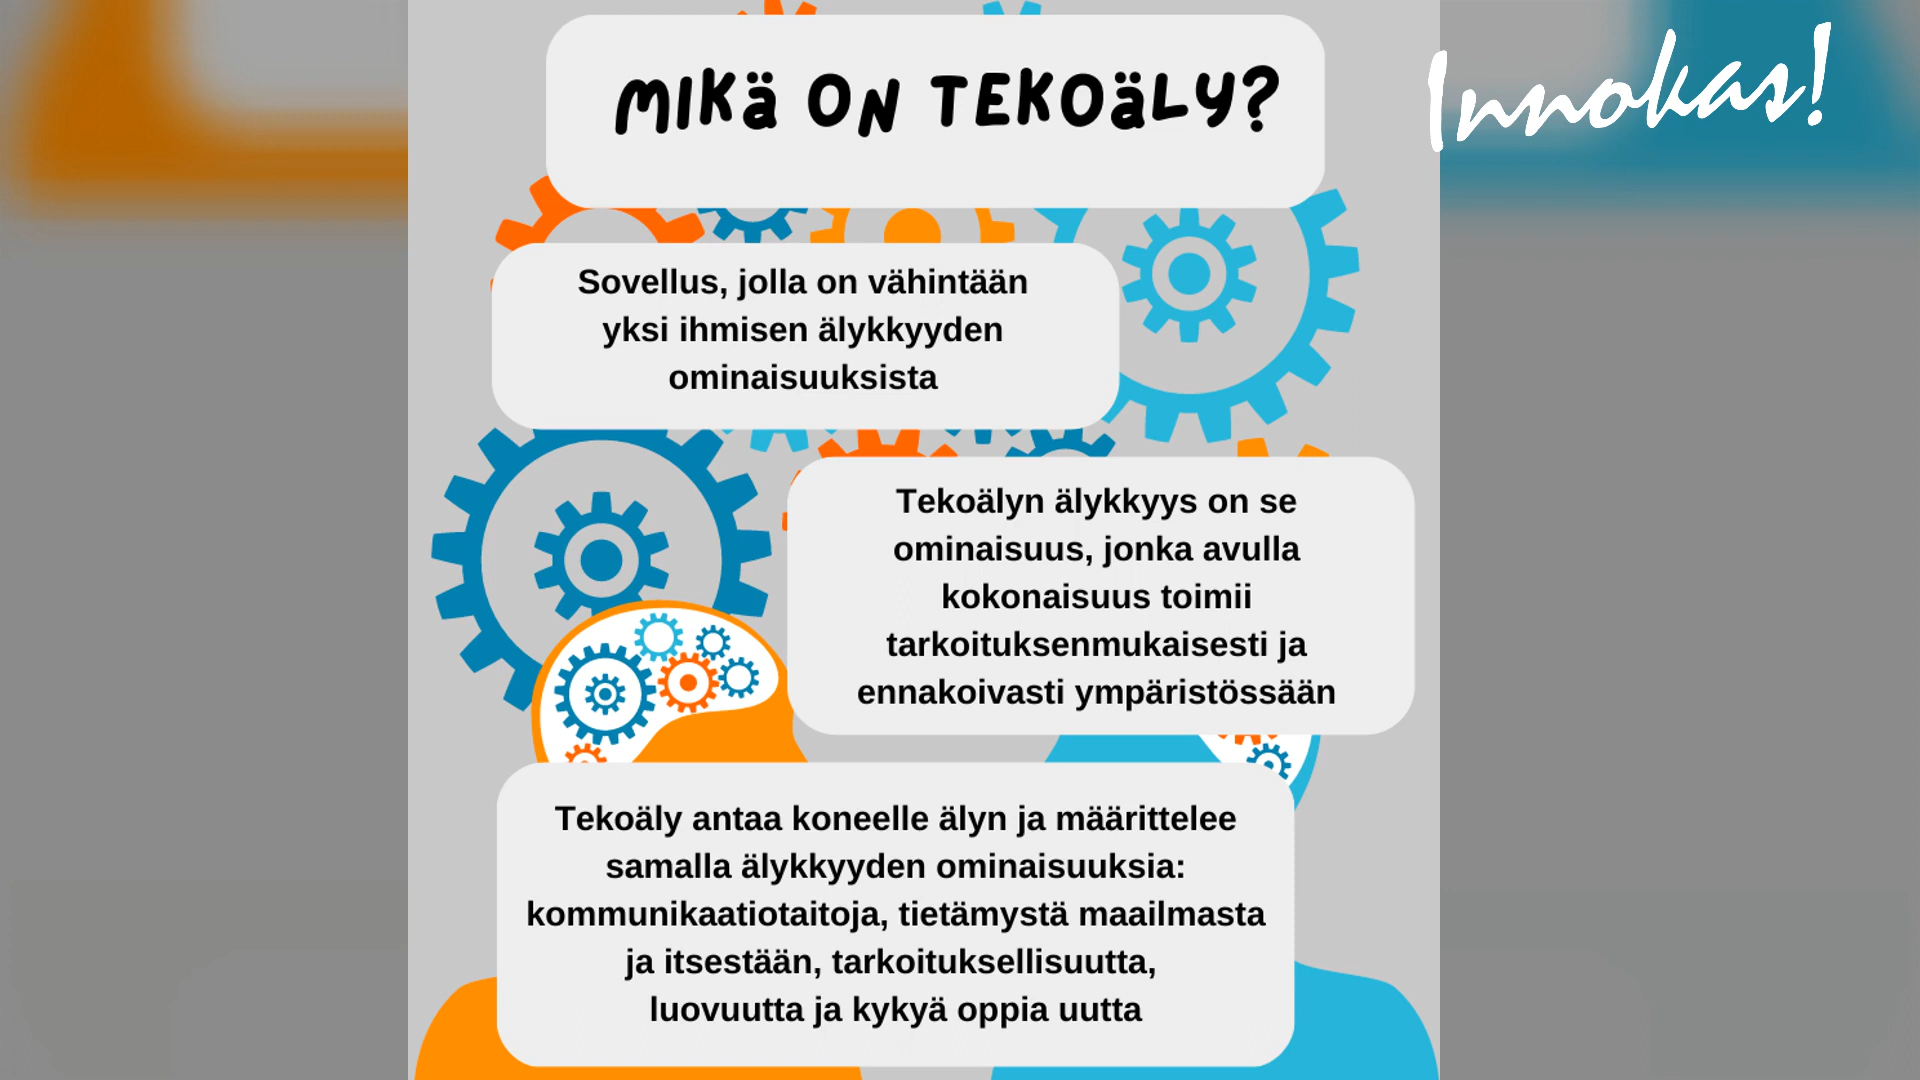 MIKÄ ON TEKOÄLY?
Innokas!
Sovellus, jolla on vähintään
yksi ihmisen älykkyyden
ominaisuuksista
Tekoälyn älykkyys on se
ominaisuus, jonka avulla
kokonaisuus toimii
tarkoituksenmukaisesti ja
ennakoivasti ympäristössään
Tekoäly antaa koneelle älyn ja määrittelee
samalla älykkyyden ominaisuuksia:
kommunikaatiotaitoja, tietämystä maailmasta
ja itsestään, tarkoituksellisuutta,
luovuutta ja kykyä oppia uutta